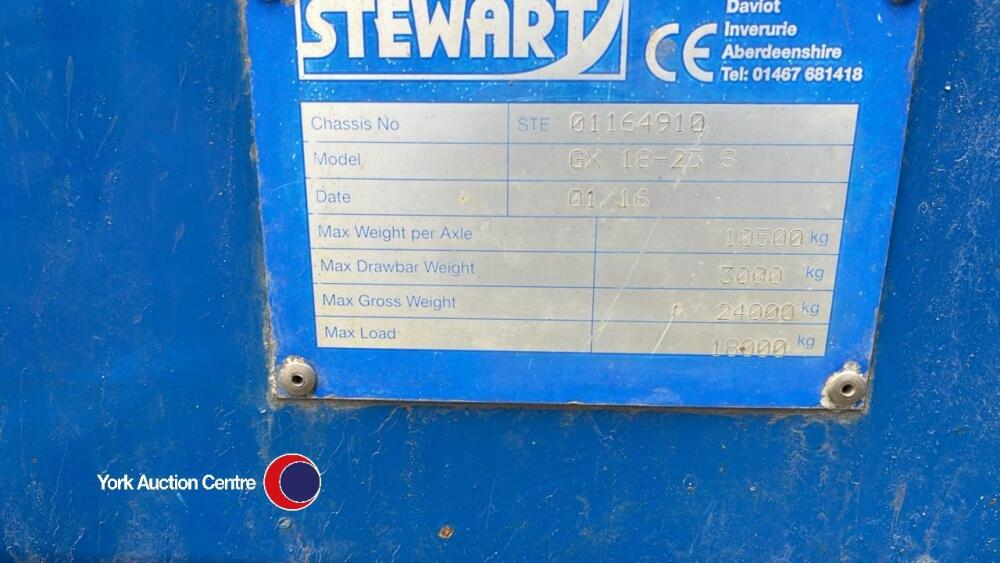 STEWART
CE
Daviot
Inverurie
Aberdeenshire
Tel: 01467 681418
Chassis No STE 01164910
Model GX 18-23 S
Date 01/16
Max Weight per Axle 10500 kg
Max Drawbar Weight 3000 kg
Max Gross Weight 24000 kg
Max Load 18000 kg
York Auction Centre